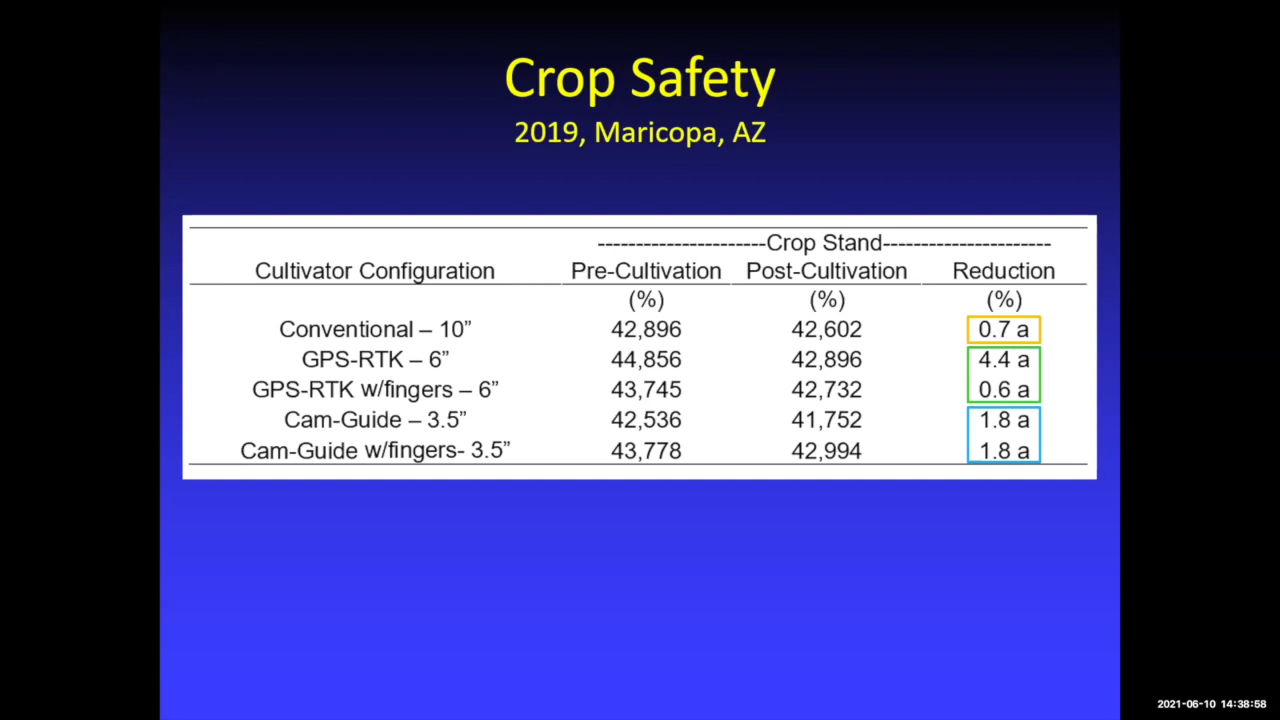 Crop Safety
2019, Maricopa, AZ
----------------------Crop Stand----------------------
Cultivator Configuration Pre-Cultivation Post-Cultivation Reduction
(%) (%) (%)
Conventional – 10” 42,896 42,602 0.7 a
GPS-RTK – 6” 44,856 42,896 4.4 a
GPS-RTK w/fingers – 6” 43,745 42,732 0.6 a
Cam-Guide – 3.5” 42,536 41,752 1.8 a
Cam-Guide w/fingers- 3.5” 43,778 42,994 1.8 a
2021-06-10 14:38:58